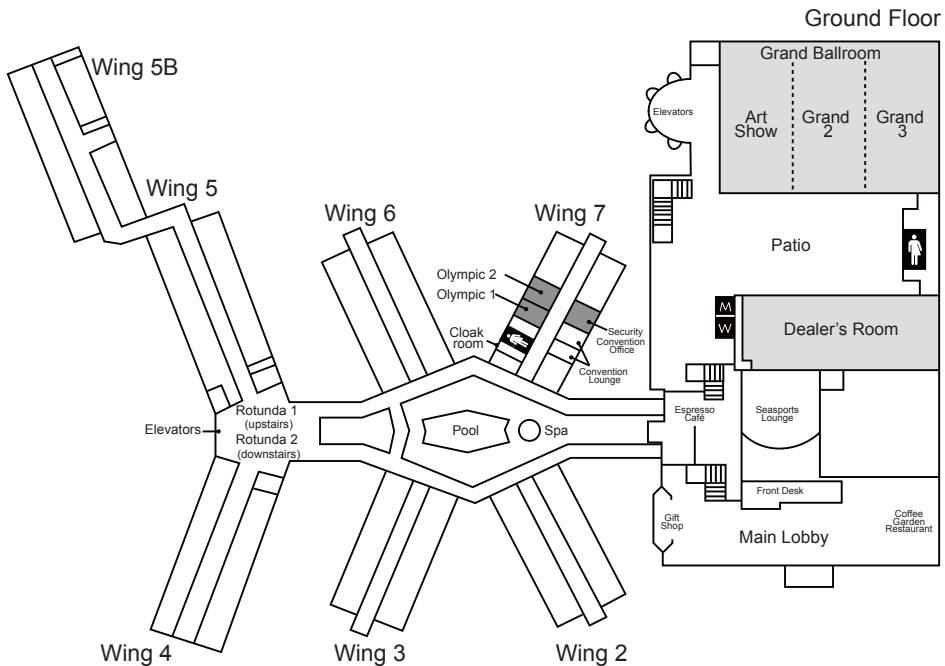 Ground Floor
Grand Ballroom
Art
Show
Grand
2
Grand
3
Elevators
Wing 5B
Wing 5
Wing 6
Wing 7
Patio
Olympic 2
Olympic 1
Cloak
room
Security
Convention
Office
Convention
Lounge
M
W
Dealer's Room
Rotunda 1
(upstairs)
Rotunda 2
(downstairs)
Elevators
Pool
Spa
Espresso
Café
Seasports
Lounge
Front Desk
Gift
Shop
Main Lobby
Coffee
Garden
Restaurant
Wing 4
Wing 3
Wing 2